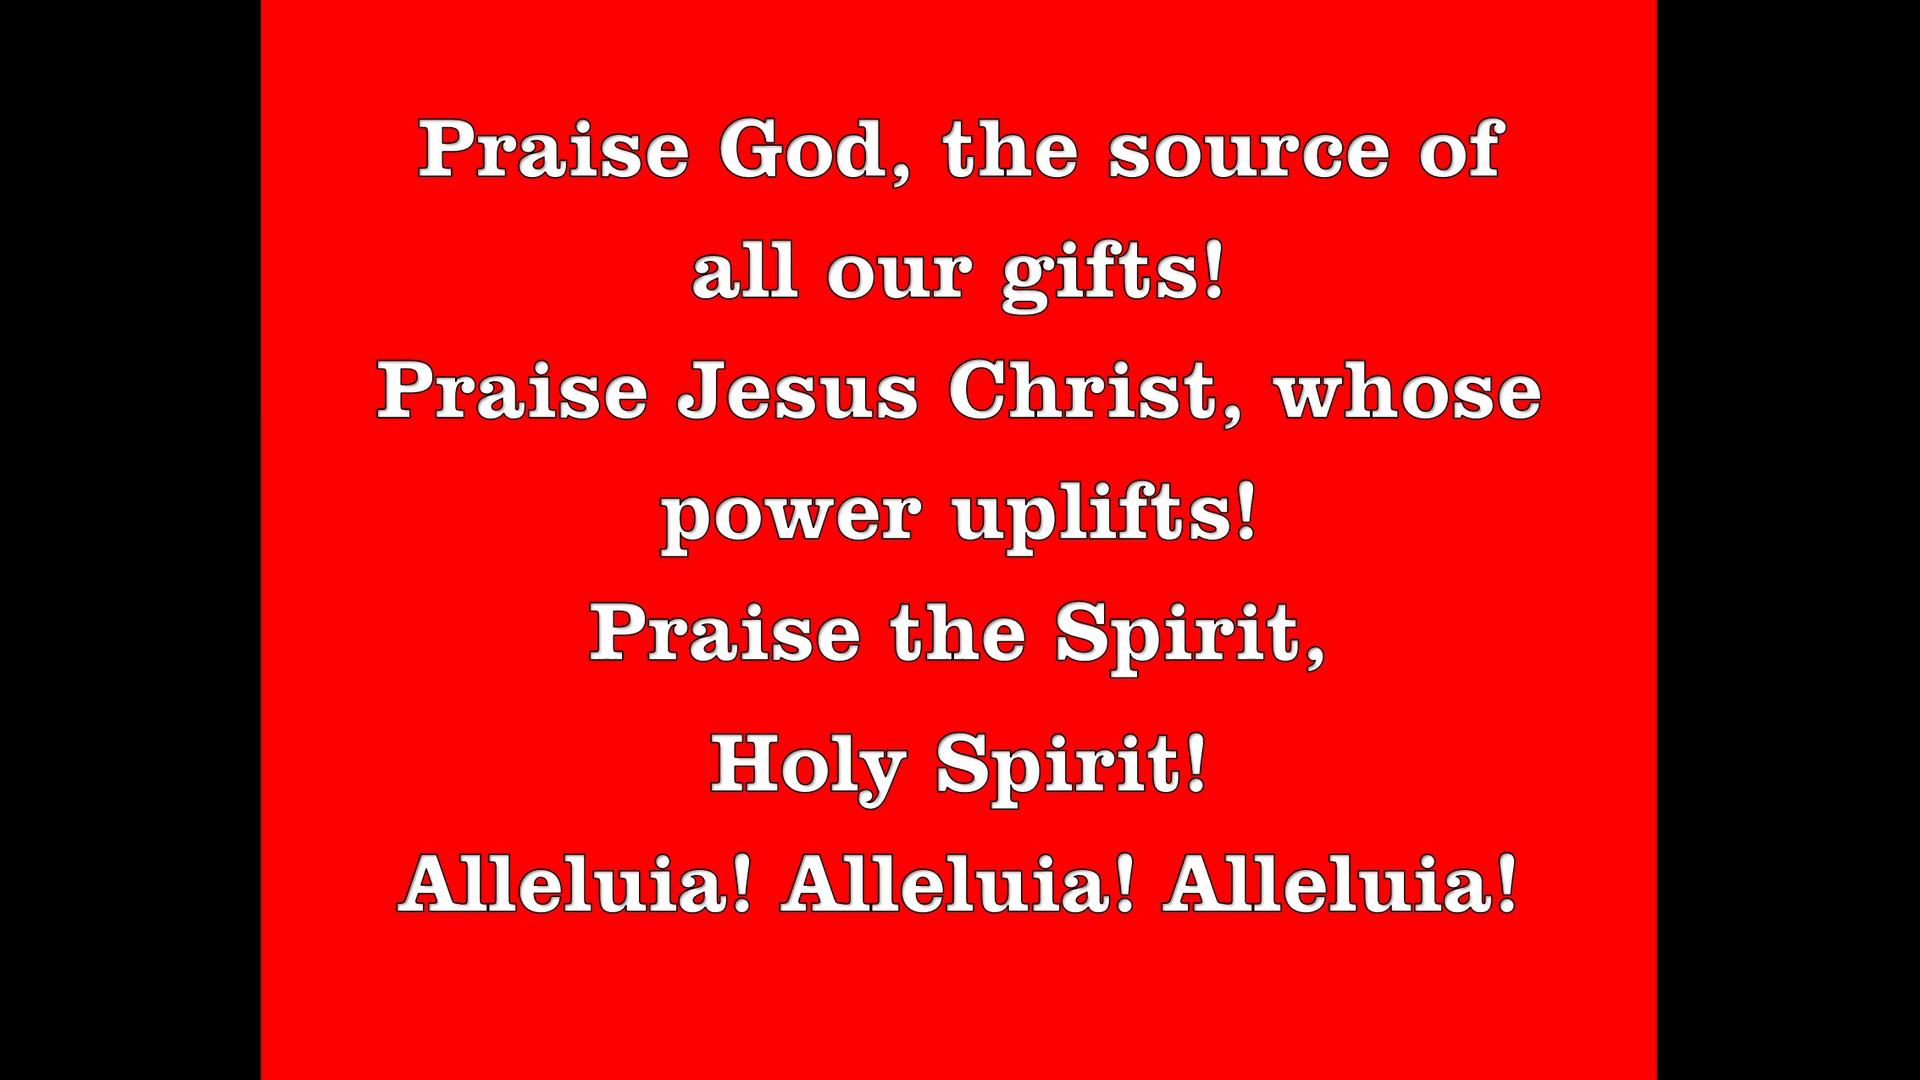 Praise God, the source of
all our gifts!
Praise Jesus Christ, whose
power uplifts!
Praise the Spirit,
Holy Spirit!
Alleluia! Alleluia! Alleluia!